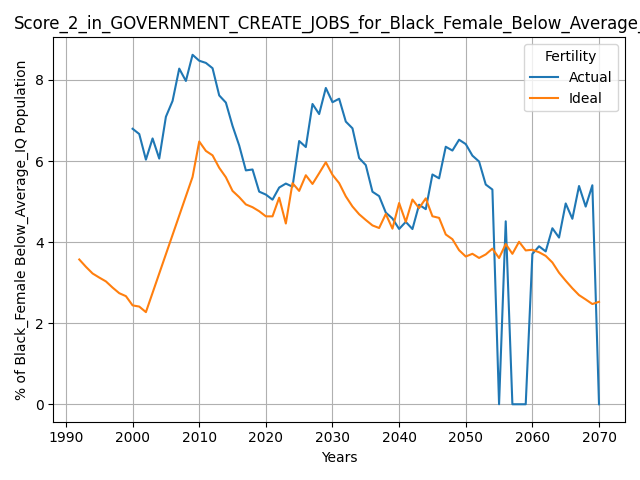 Score_2_in_GOVERNMENT_CREATE_JOBS_for_Black_Female_Below_Average_
% of Black_Female Below_Average_IQ Population
8
6
4
2
0
Fertility
Actual
Ideal
1990 2000 2010 2020 2030 2040 2050 2060 2070
Years